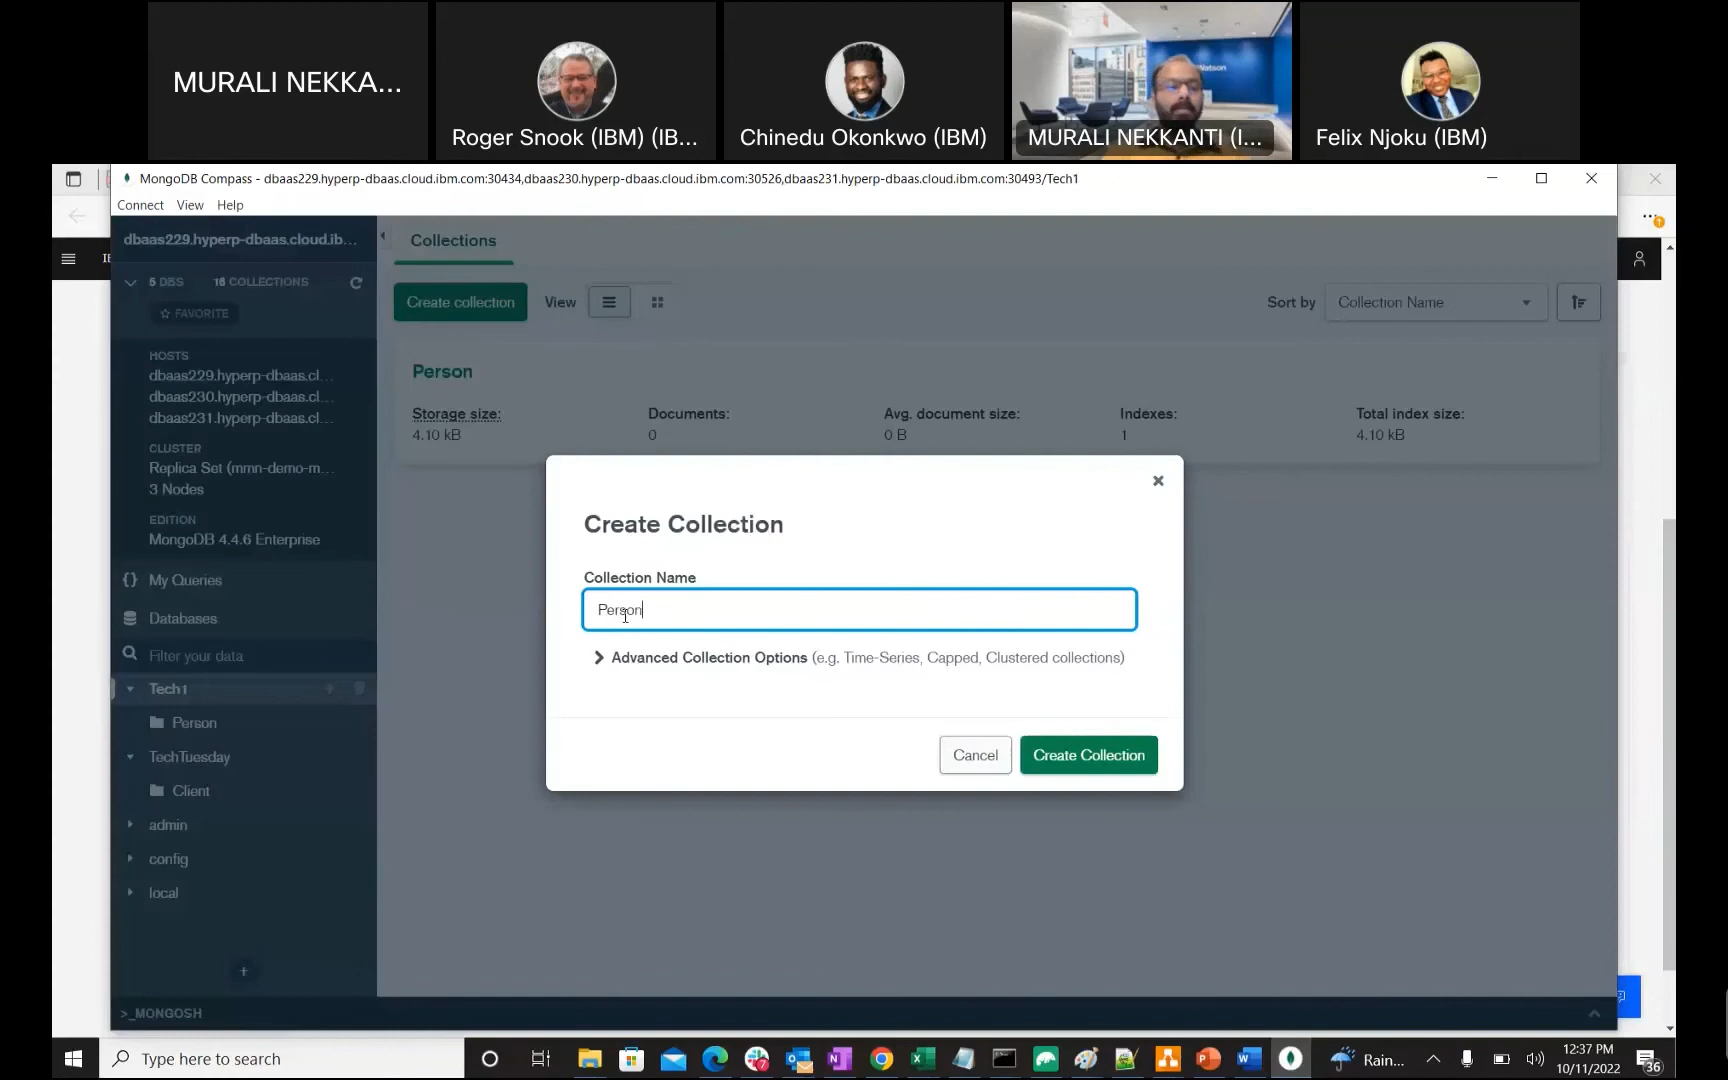 MURALI NEKKA...
Roger Snook (IBM) (IB...
Chinedu Okonkwo (IBM)
MURALI NEKKANTI (I...
Felix Njoku (IBM)
Watson
MongoDB Compass - dbaas229.hyperp-dbaas.cloud.ibm.com:30434,dbaas230.hyperp-dbaas.cloud.ibm.com:30526,dbaas231.hyperp-dbaas.cloud.ibm.com:30493/Tech1
Connect View Help
dbaas229.hyperp-dbaas.cloud.ib...
5 DBS 16 COLLECTIONS
FAVORITE
HOSTS
dbaas229.hyperp-dbaas.cl...
dbaas230.hyperp-dbaas.cl...
dbaas231.hyperp-dbaas.cl...
CLUSTER
Replica Set (mmn-demo-m...
3 Nodes
EDITION
MongoDB 4.4.6 Enterprise
{} My Queries
Databases
Filter your data
Tech1
Person
TechTuesday
Client
admin
config
local
+
>_MONGOSH
Collections
Create collection View
Sort by Collection Name
Person
Storage size: Documents: Avg. document size: Indexes: Total index size:
4.10 kB 0 0 B 1 4.10 kB
Create Collection
Collection Name
Person
Advanced Collection Options (e.g. Time-Series, Capped, Clustered collections)
Cancel Create Collection
Type here to search
Rain...
12:37 PM
10/11/2022
36